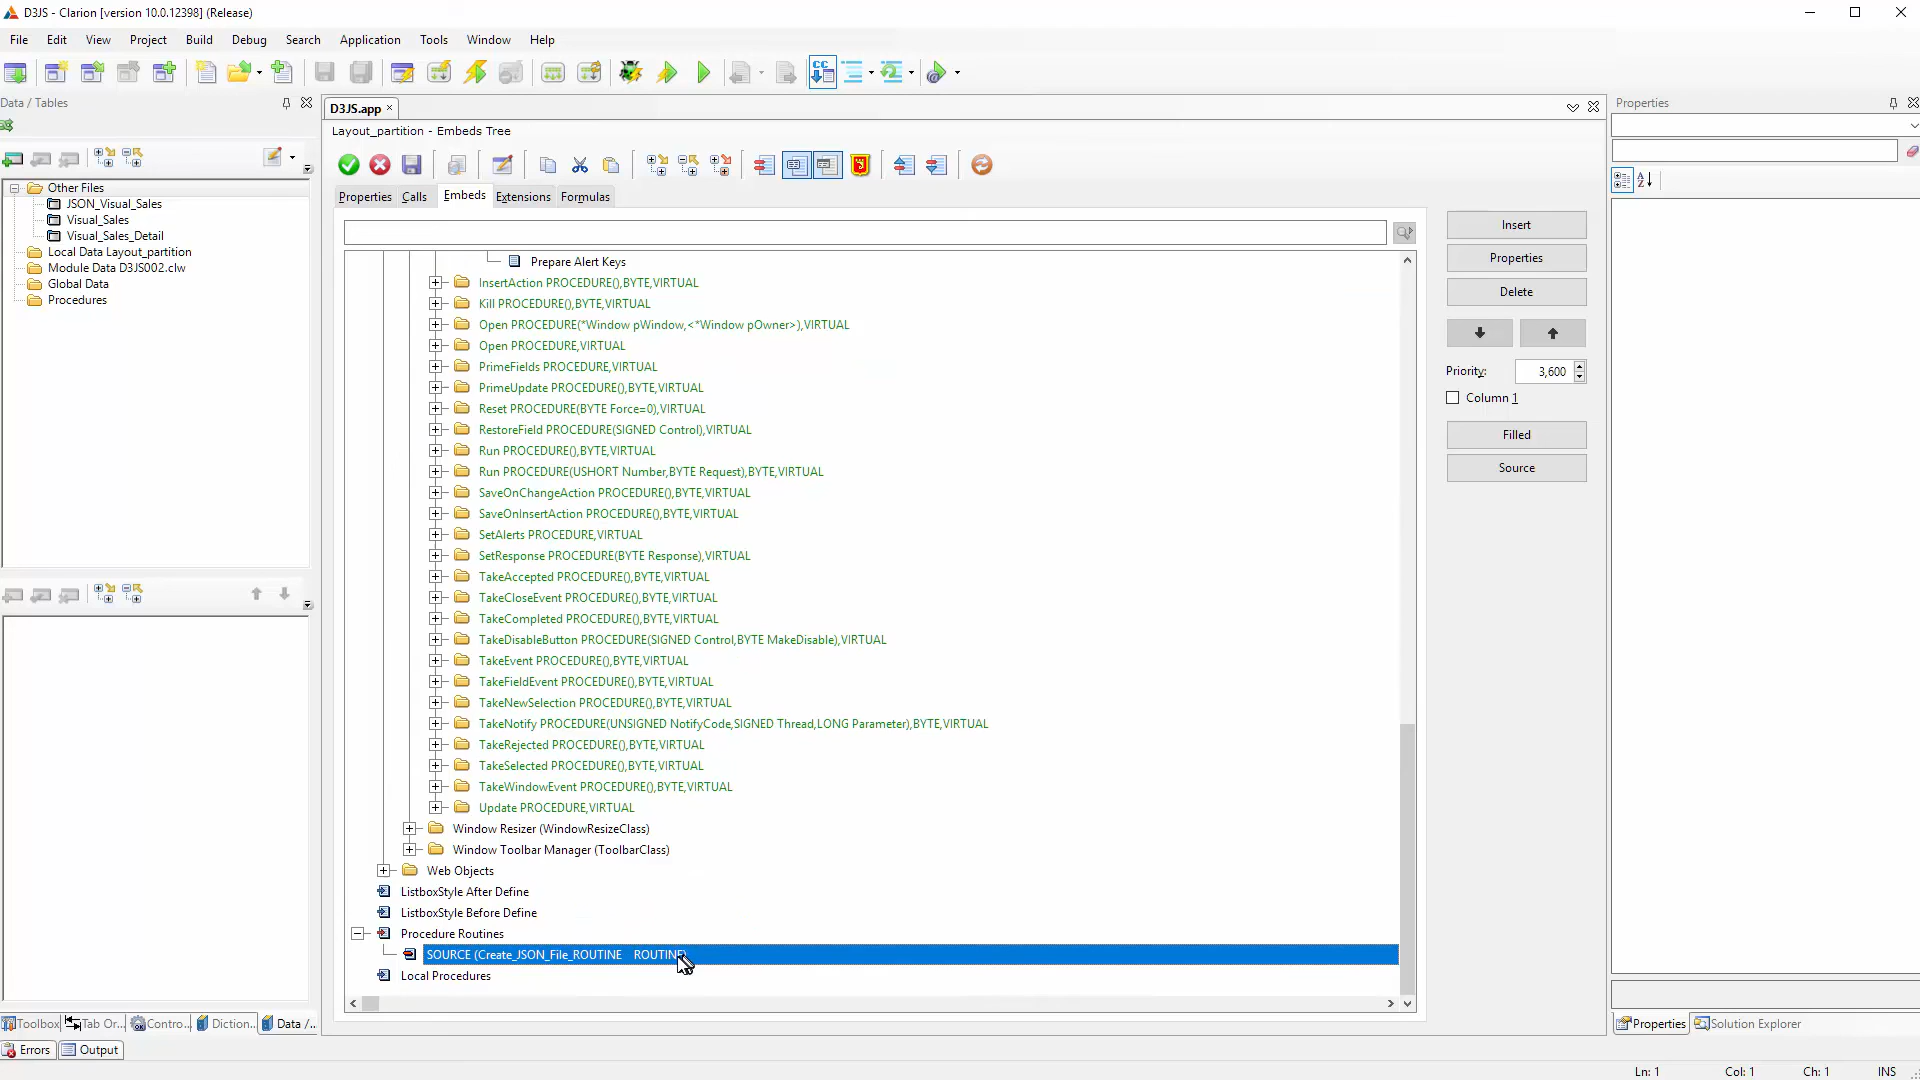 D3JS - Clarion [version 10.0.12398] (Release)
File Edit View Project Build Debug Search Application Tools Window Help
Data / Tables
Other Files
JSON_Visual_Sales
Visual_Sales
Visual_Sales_Detail
Local Data Layout_partition
Module Data D3JS002.clw
Global Data
Procedures
Toolbox Tab Or... Contro... Diction... Data /...
Errors Output
D3JS.app
Layout_partition - Embeds Tree
Properties Calls Embeds Extensions Formulas
Prepare Alert Keys
InsertAction PROCEDURE(),BYTE,VIRTUAL
Kill PROCEDURE(),BYTE,VIRTUAL
Open PROCEDURE(*Window pWindow,<*Window pOwner>),VIRTUAL
Open PROCEDURE,VIRTUAL
PrimeFields PROCEDURE,VIRTUAL
PrimeUpdate PROCEDURE(),BYTE,VIRTUAL
Reset PROCEDURE(BYTE Force=0),VIRTUAL
RestoreField PROCEDURE(SIGNED Control),VIRTUAL
Run PROCEDURE(),BYTE,VIRTUAL
Run PROCEDURE(USHORT Number,BYTE Request),BYTE,VIRTUAL
SaveOnChangeAction PROCEDURE(),BYTE,VIRTUAL
SaveOnInsertAction PROCEDURE(),BYTE,VIRTUAL
SetAlerts PROCEDURE,VIRTUAL
SetResponse PROCEDURE(BYTE Response),VIRTUAL
TakeAccepted PROCEDURE(),BYTE,VIRTUAL
TakeCloseEvent PROCEDURE(),BYTE,VIRTUAL
TakeCompleted PROCEDURE(),BYTE,VIRTUAL
TakeDisableButton PROCEDURE(SIGNED Control,BYTE MakeDisable),VIRTUAL
TakeEvent PROCEDURE(),BYTE,VIRTUAL
TakeFieldEvent PROCEDURE(),BYTE,VIRTUAL
TakeNewSelection PROCEDURE(),BYTE,VIRTUAL
TakeNotify PROCEDURE(UNSIGNED NotifyCode,SIGNED Thread,LONG Parameter),BYTE,VIRTUAL
TakeRejected PROCEDURE(),BYTE,VIRTUAL
TakeSelected PROCEDURE(),BYTE,VIRTUAL
TakeWindowEvent PROCEDURE(),BYTE,VIRTUAL
Update PROCEDURE,VIRTUAL
Window Resizer (WindowResizeClass)
Window Toolbar Manager (ToolbarClass)
Web Objects
ListboxStyle After Define
ListboxStyle Before Define
Procedure Routines
SOURCE (Create_JSON_File_ROUTINE ROUTINE)
Local Procedures
Insert
Properties
Delete
Priority: 3,600
Column 1
Filled
Source
Properties
Properties Solution Explorer
Ln: 1 Col: 1 Ch: 1 INS